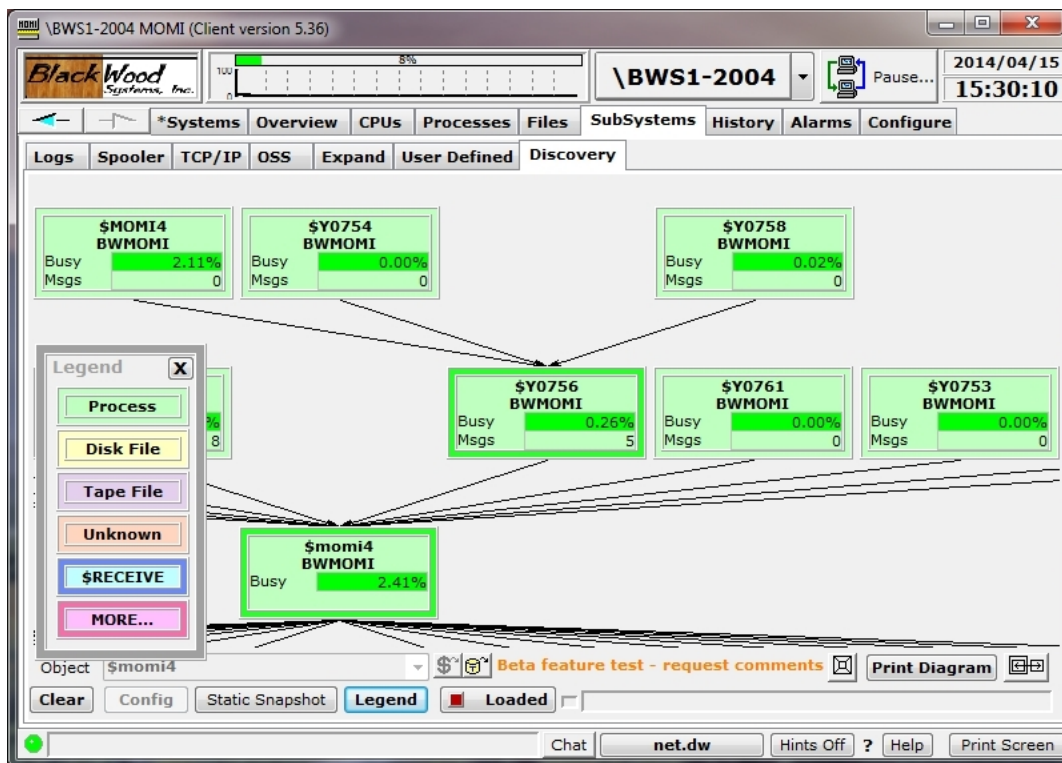 \BWS1-2004 MOMI (Client version 5.36)
BlackWood
Systems, Inc.
8%
100
0
\BWS1-2004
Pause...
2014/04/15
15:30:10
*Systems Overview CPUs Processes Files SubSystems History Alarms Configure
Logs Spooler TCP/IP OSS Expand User Defined Discovery
$MOMI4
BWMOMI
Busy 2.11%
Msgs 0
$Y0754
BWMOMI
Busy 0.00%
Msgs 0
$Y0758
BWMOMI
Busy 0.02%
Msgs 0
Legend X
Process
Disk File
Tape File
Unknown
$RECEIVE
MORE...
%
8
$Y0756
BWMOMI
Busy 0.26%
Msgs 5
$Y0761
BWMOMI
Busy 0.00%
Msgs 0
$Y0753
BWMOMI
Busy 0.00%
Msgs 0
$momi4
BWMOMI
Busy 2.41%
Object $momi4 Beta feature test - request comments Print Diagram
Clear Config Static Snapshot Legend Loaded
Chat net.dw Hints Off ? Help Print Screen